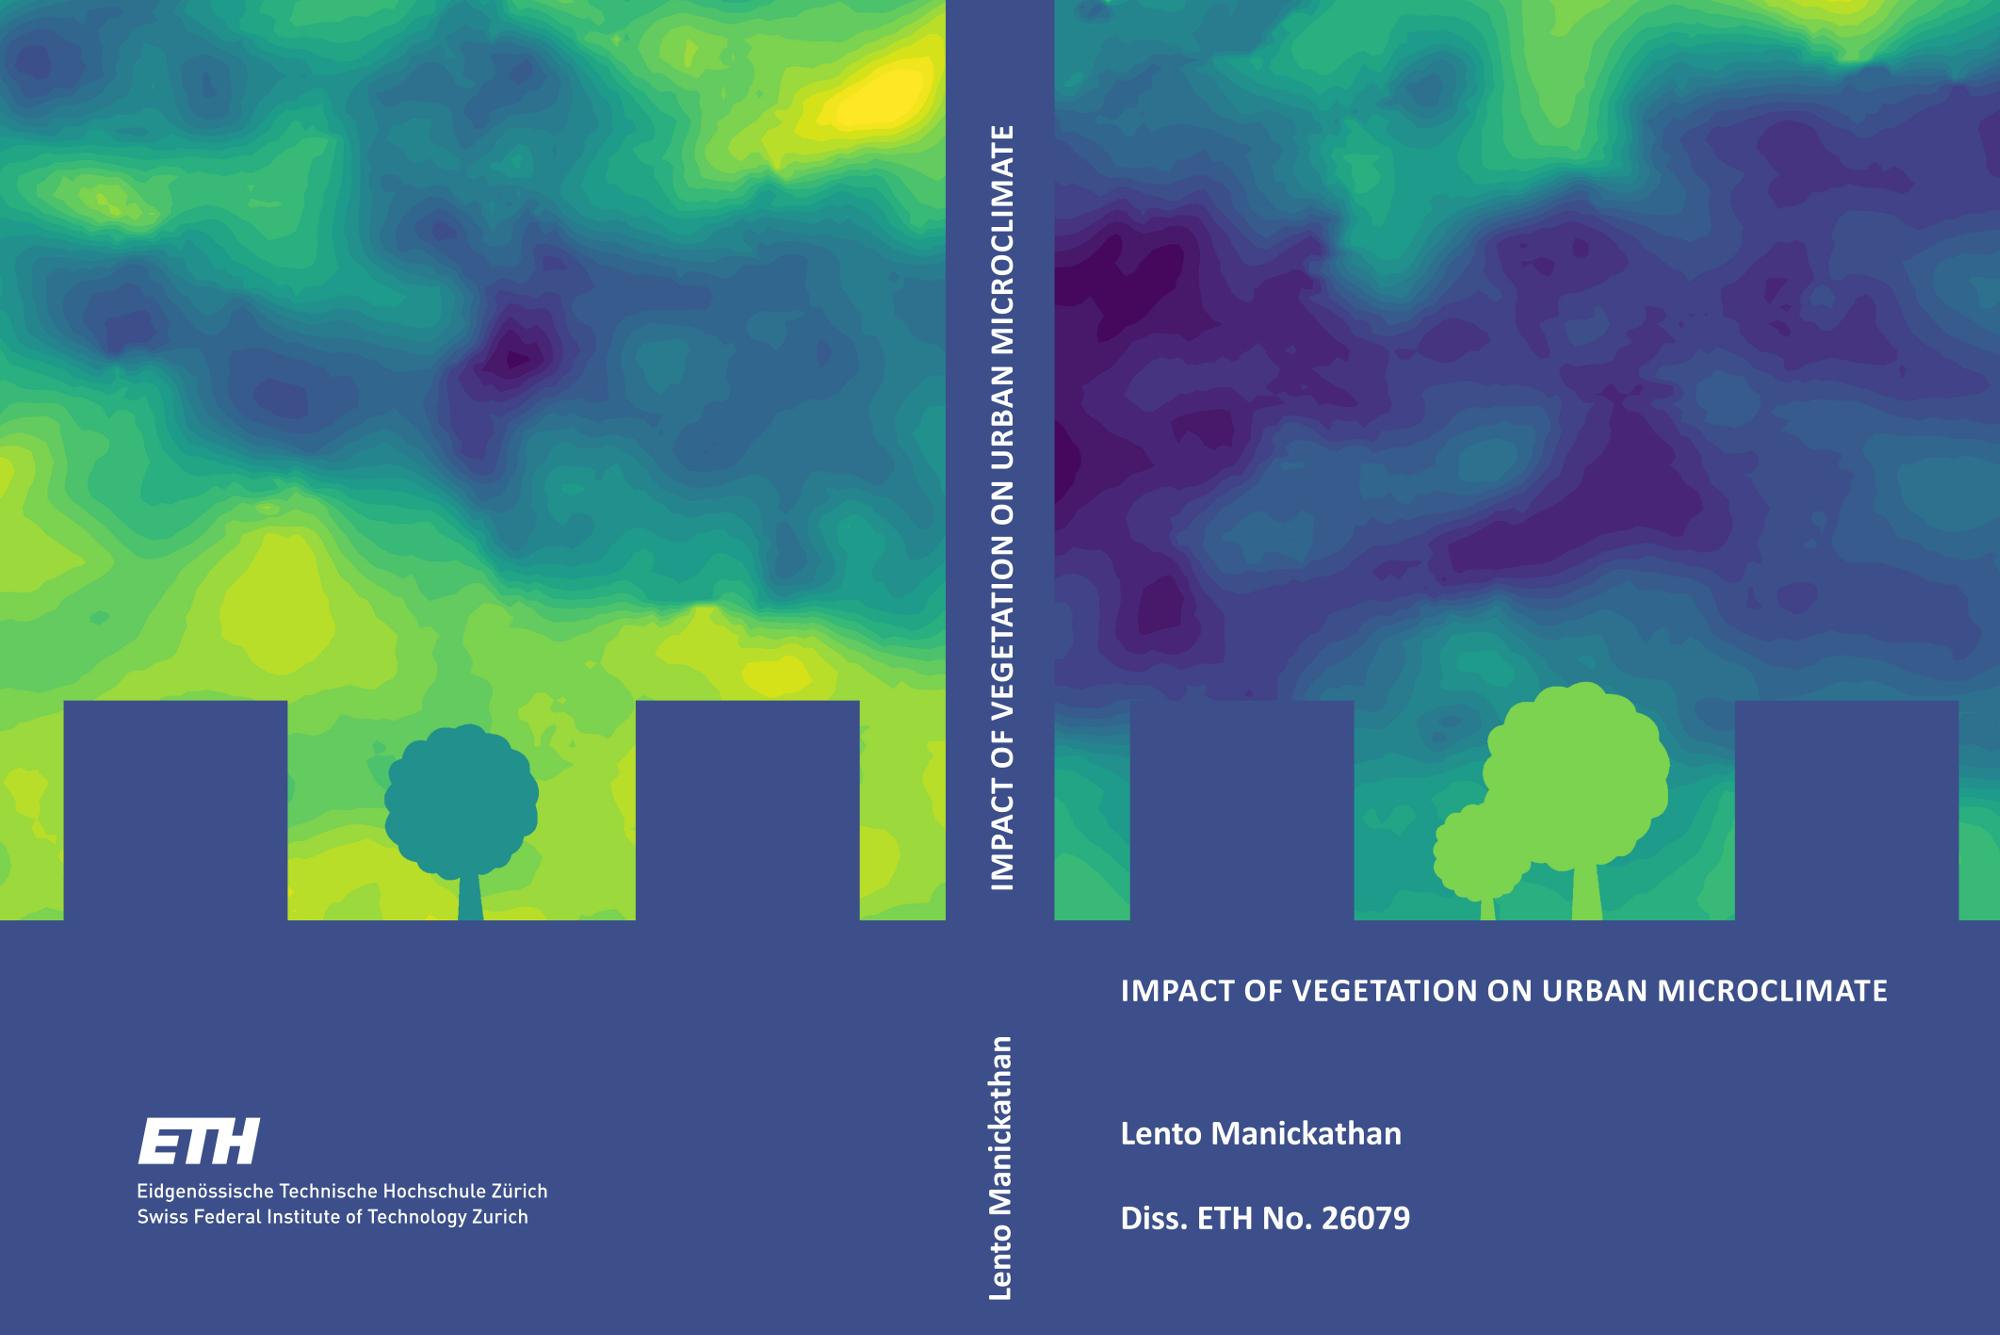 ETH
Eidgenössische Technische Hochschule Zürich
Swiss Federal Institute of Technology Zurich
IMPACT OF VEGETATION ON URBAN MICROCLIMATE
Lento Manickathan
IMPACT OF VEGETATION ON URBAN MICROCLIMATE
Lento Manickathan
Diss. ETH No. 26079